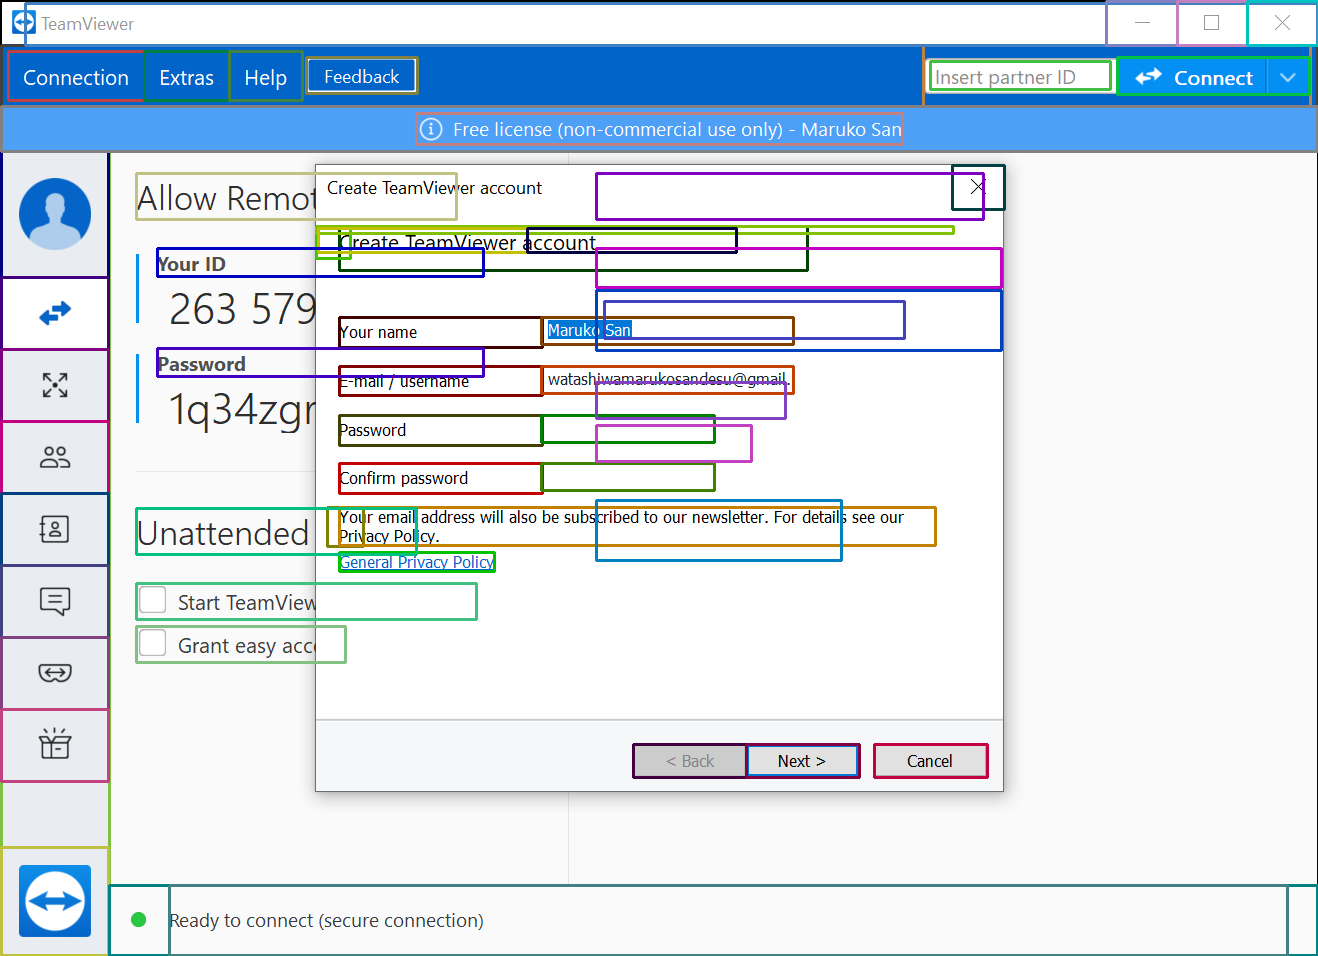 TeamViewer
Connection Extras Help Feedback
Insert partner ID Connect
Free license (non-commercial use only) - Maruko San
Allow Remot
Your ID
263 579
Password
1q34zgr
Unattended
Start TeamView
Grant easy acc
Create TeamViewer account
Create TeamViewer account
Your name Maruko San
E-mail / username watashiwamarukosandesu@gmail.
Password
Confirm password
Your email address will also be subscribed to our newsletter. For details see our
Privacy Policy.
General Privacy Policy
< Back Next > Cancel
Ready to connect (secure connection)